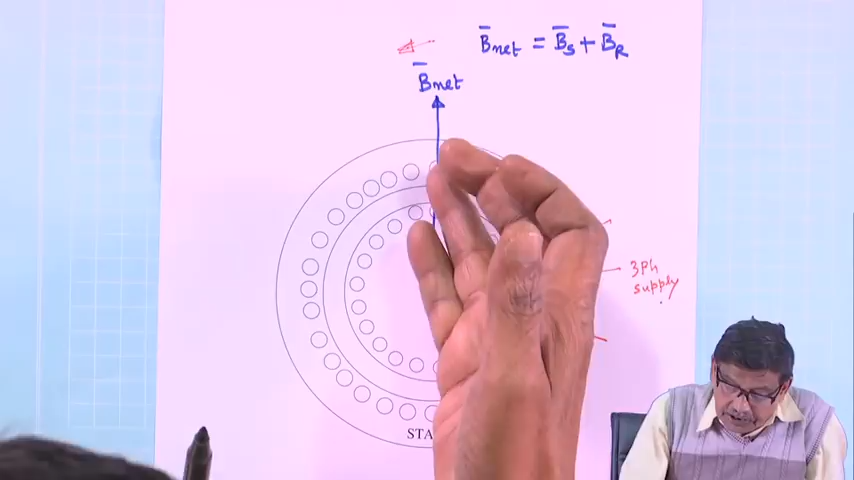 B̅net = B̅s + B̅R
B̅net
3Ph
supply
STA